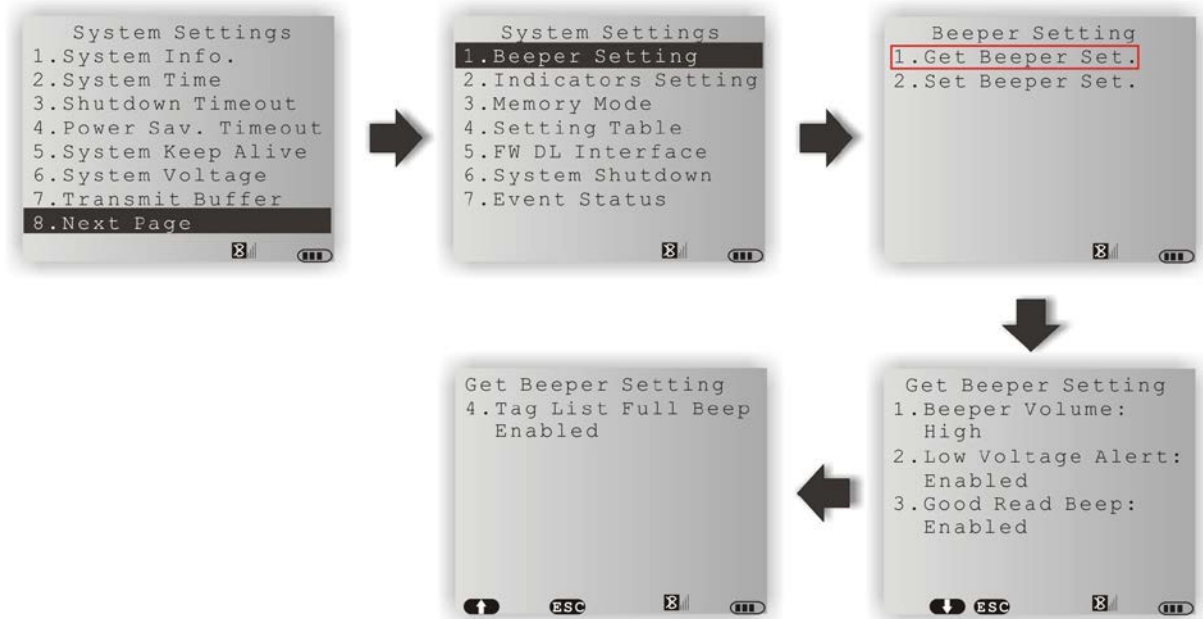 System Settings
1.System Info.
2.System Time
3.Shutdown Timeout
4.Power Sav. Timeout
5.System Keep Alive
6.System Voltage
7.Transmit Buffer
8.Next Page
System Settings
1.Beeper Setting
2.Indicators Setting
3.Memory Mode
4.Setting Table
5.FW DL Interface
6.System Shutdown
7.Event Status
Beeper Setting
1.Get Beeper Set.
2.Set Beeper Set.
Get Beeper Setting
1.Beeper Volume:
High
2.Low Voltage Alert:
Enabled
3.Good Read Beep:
Enabled
ESC
Get Beeper Setting
4.Tag List Full Beep
Enabled
ESC